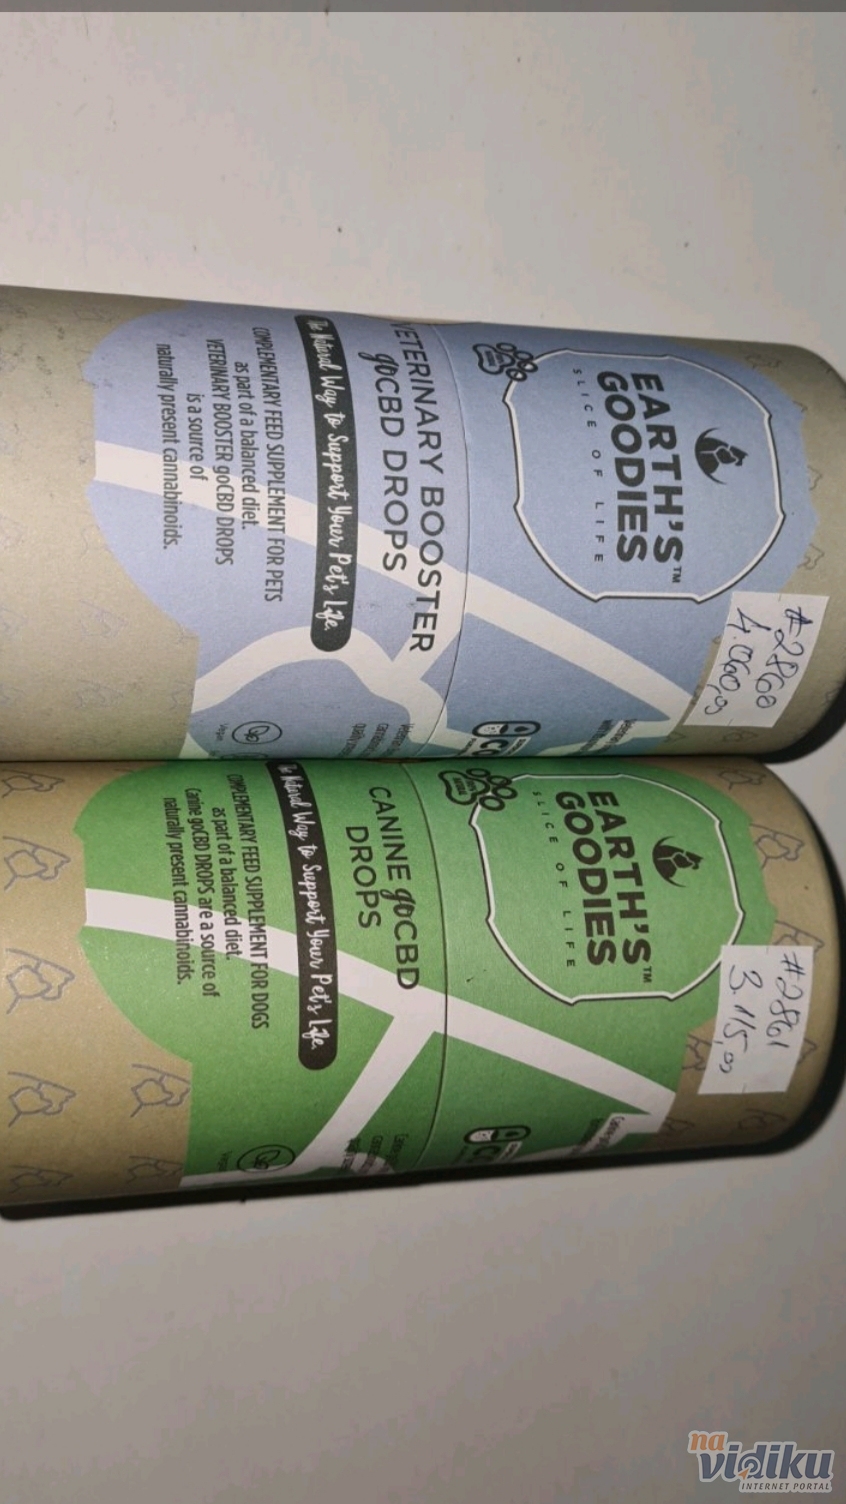 EARTH'S
GOODIES™
SLICE OF LIFE
#2860
4.060,00
VETERINARY BOOSTER
goCBD DROPS
The Natural Way to Support Your Pet's Life.
COMPLEMENTARY FEED SUPPLEMENT FOR PETS
as part of a balanced diet.
VETERINARY BOOSTER goCBD DROPS
is a source of
naturally present cannabinoids.
Vegan
EARTH'S
GOODIES™
SLICE OF LIFE
#2861
3.115,00
CANINE goCBD
DROPS
The Natural Way to Support Your Pet's Life.
COMPLEMENTARY FEED SUPPLEMENT FOR DOGS
as part of a balanced diet.
Canine goCBD DROPS are a source of
naturally present cannabinoids.
na
vidiku
INTERNET PORTAL